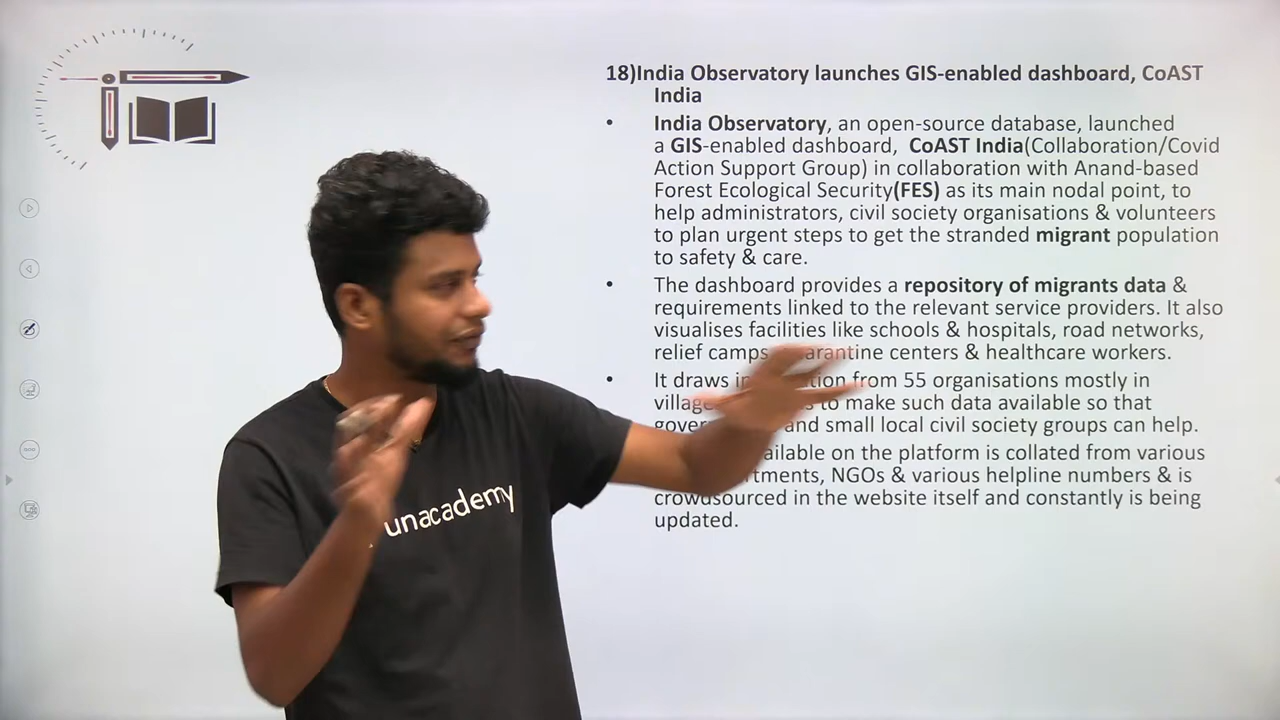 18)India Observatory launches GIS-enabled dashboard, CoAST
India
• India Observatory, an open-source database, launched
a GIS-enabled dashboard, CoAST India(Collaboration/Covid
Action Support Group) in collaboration with Anand-based
Forest Ecological Security(FES) as its main nodal point, to
help administrators, civil society organisations & volunteers
to plan urgent steps to get the stranded migrant population
to safety & care.
• The dashboard provides a repository of migrants data &
requirements linked to the relevant service providers. It also
visualises facilities like schools & hospitals, road networks,
relief camps centers & healthcare workers.
• It draws from 55 organisations mostly in
to make such data available so that
and small local civil society groups can help.
on the platform is collated from various
NGOs & various helpline numbers & is
crowdsourced in the website itself and constantly is being
updated.
unacademy